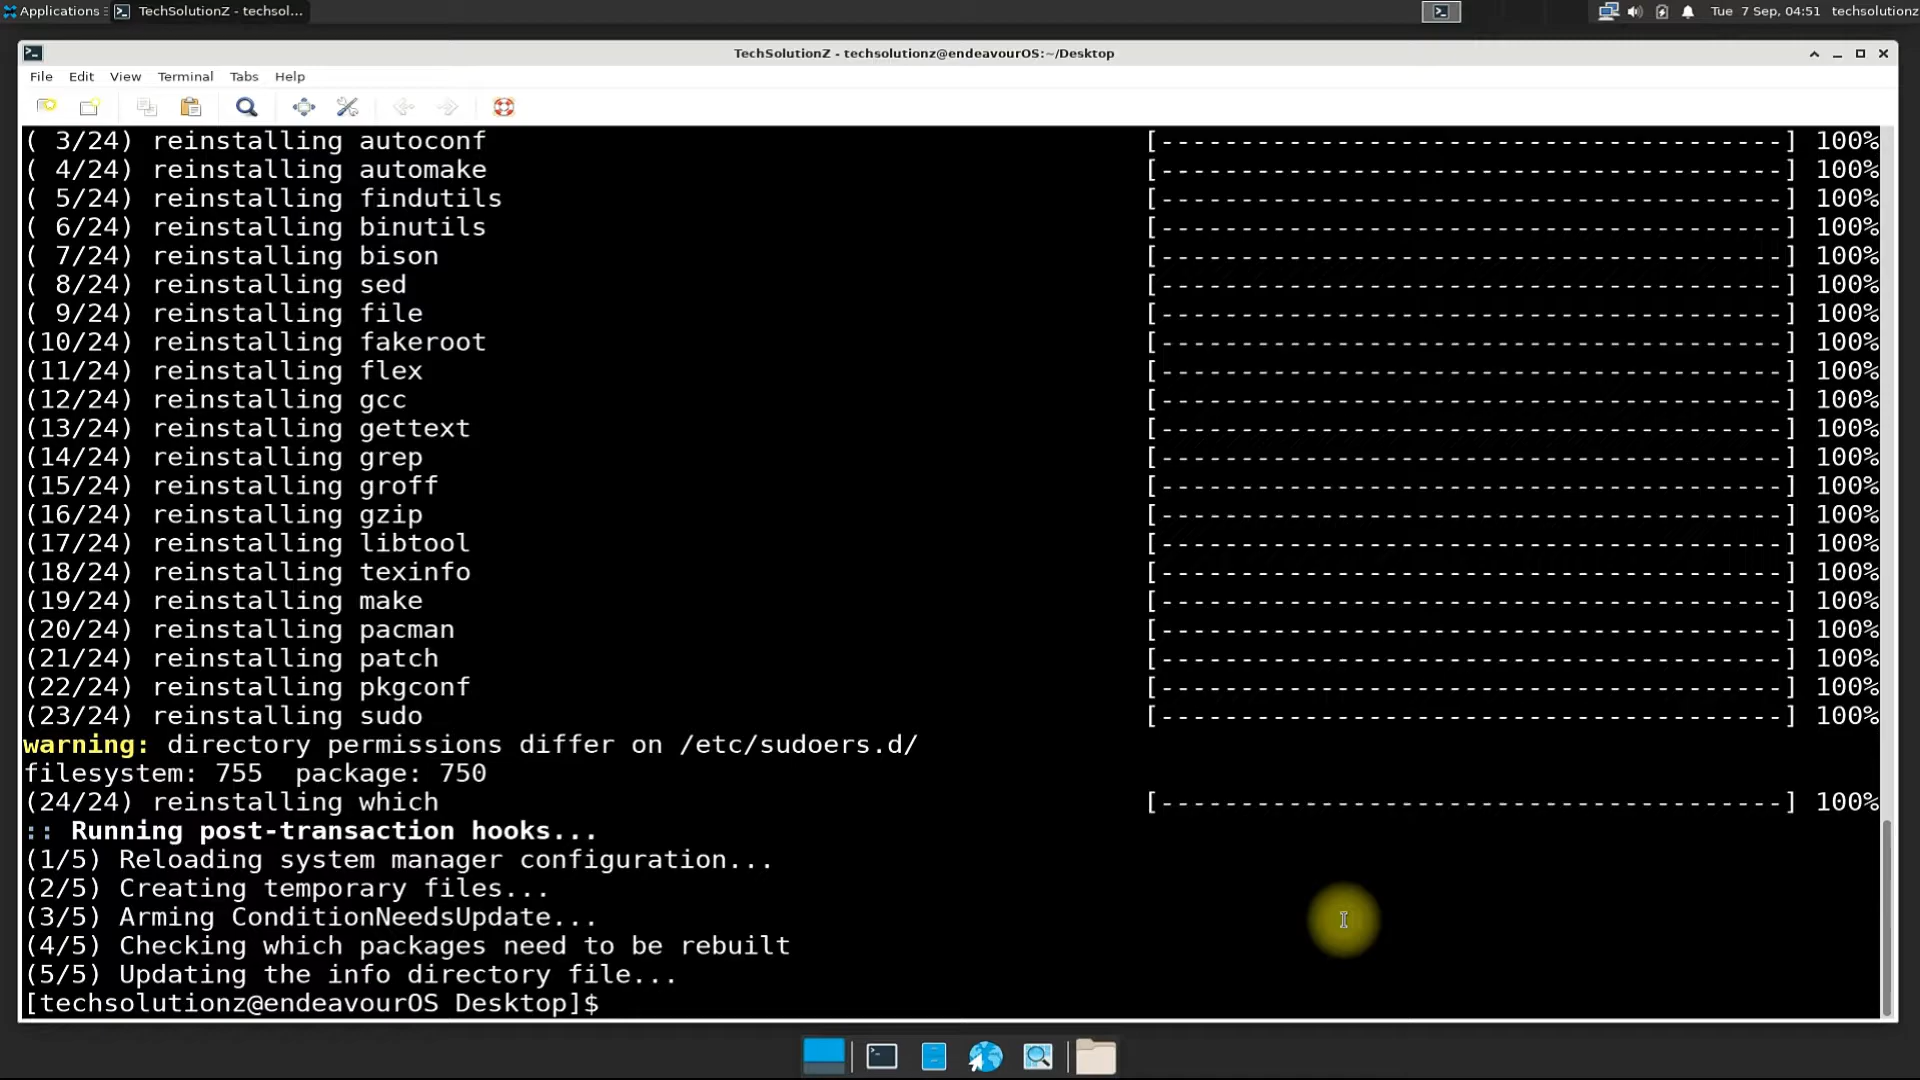 Applications
TechSolutionZ - techsol...
Tue 7 Sep, 04:51 techsolutionz
TechSolutionZ - techsolutionz@endeavourOS:~/Desktop
File Edit View Terminal Tabs Help
( 3/24) reinstalling autoconf [---------------------------------------] 100%
( 4/24) reinstalling automake [---------------------------------------] 100%
( 5/24) reinstalling findutils [---------------------------------------] 100%
( 6/24) reinstalling binutils [---------------------------------------] 100%
( 7/24) reinstalling bison [---------------------------------------] 100%
( 8/24) reinstalling sed [---------------------------------------] 100%
( 9/24) reinstalling file [---------------------------------------] 100%
(10/24) reinstalling fakeroot [---------------------------------------] 100%
(11/24) reinstalling flex [---------------------------------------] 100%
(12/24) reinstalling gcc [---------------------------------------] 100%
(13/24) reinstalling gettext [---------------------------------------] 100%
(14/24) reinstalling grep [---------------------------------------] 100%
(15/24) reinstalling groff [---------------------------------------] 100%
(16/24) reinstalling gzip [---------------------------------------] 100%
(17/24) reinstalling libtool [---------------------------------------] 100%
(18/24) reinstalling texinfo [---------------------------------------] 100%
(19/24) reinstalling make [---------------------------------------] 100%
(20/24) reinstalling pacman [---------------------------------------] 100%
(21/24) reinstalling patch [---------------------------------------] 100%
(22/24) reinstalling pkgconf [---------------------------------------] 100%
(23/24) reinstalling sudo [---------------------------------------] 100%
warning: directory permissions differ on /etc/sudoers.d/
filesystem: 755  package: 750
(24/24) reinstalling which [---------------------------------------] 100%
:: Running post-transaction hooks...
(1/5) Reloading system manager configuration...
(2/5) Creating temporary files...
(3/5) Arming ConditionNeedsUpdate...
(4/5) Checking which packages need to be rebuilt
(5/5) Updating the info directory file...
[techsolutionz@endeavourOS Desktop]$